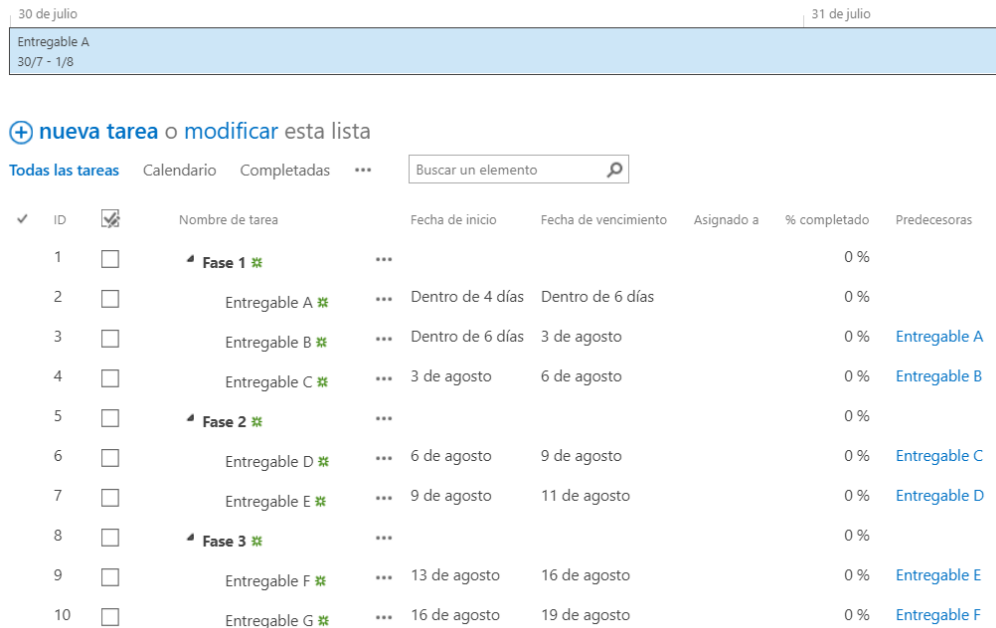 30 de julio 31 de julio
Entregable A
30/7 - 1/8
nueva tarea o modificar esta lista
Todas las tareas Calendario Completadas ••• Buscar un elemento
ID Nombre de tarea Fecha de inicio Fecha de vencimiento Asignado a % completado Predecesoras
1 Fase 1 ••• 0 %
2 Entregable A ••• Dentro de 4 días Dentro de 6 días 0 %
3 Entregable B ••• Dentro de 6 días 3 de agosto 0 % Entregable A
4 Entregable C ••• 3 de agosto 6 de agosto 0 % Entregable B
5 Fase 2 ••• 0 %
6 Entregable D ••• 6 de agosto 9 de agosto 0 % Entregable C
7 Entregable E ••• 9 de agosto 11 de agosto 0 % Entregable D
8 Fase 3 ••• 0 %
9 Entregable F ••• 13 de agosto 16 de agosto 0 % Entregable E
10 Entregable G ••• 16 de agosto 19 de agosto 0 % Entregable F